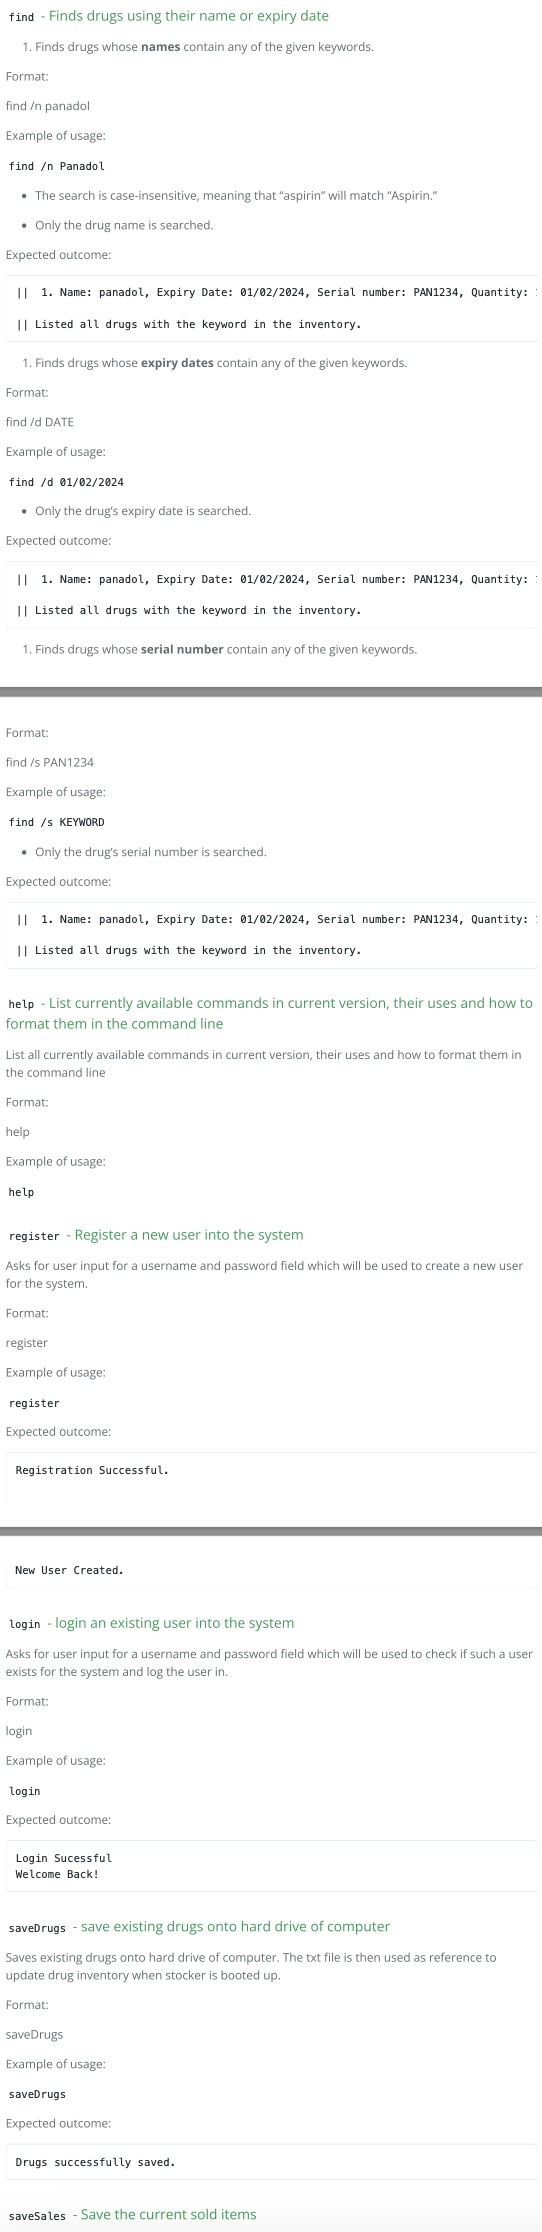 find - Finds drugs using their name or expiry date
1. Finds drugs whose names contain any of the given keywords.
Format:
find /n panadol
Example of usage:
find /n Panadol
• The search is case-insensitive, meaning that “aspirin” will match “Aspirin.”
• Only the drug name is searched.
Expected outcome:
||  1. Name: panadol, Expiry Date: 01/02/2024, Serial number: PAN1234, Quantity:
|| Listed all drugs with the keyword in the inventory.
1. Finds drugs whose expiry dates contain any of the given keywords.
Format:
find /d DATE
Example of usage:
find /d 01/02/2024
• Only the drug’s expiry date is searched.
Expected outcome:
||  1. Name: panadol, Expiry Date: 01/02/2024, Serial number: PAN1234, Quantity:
|| Listed all drugs with the keyword in the inventory.
1. Finds drugs whose serial number contain any of the given keywords.
Format:
find /s PAN1234
Example of usage:
find /s KEYWORD
• Only the drug’s serial number is searched.
Expected outcome:
||  1. Name: panadol, Expiry Date: 01/02/2024, Serial number: PAN1234, Quantity:
|| Listed all drugs with the keyword in the inventory.
help - List currently available commands in current version, their uses and how to
format them in the command line
List all currently available commands in current version, their uses and how to format them in
the command line
Format:
help
Example of usage:
help
register - Register a new user into the system
Asks for user input for a username and password field which will be used to create a new user
for the system.
Format:
register
Example of usage:
register
Expected outcome:
Registration Successful.
New User Created.
login - login an existing user into the system
Asks for user input for a username and password field which will be used to check if such a user
exists for the system and log the user in.
Format:
login
Example of usage:
login
Expected outcome:
Login Sucessful
Welcome Back!
saveDrugs - save existing drugs onto hard drive of computer
Saves existing drugs onto hard drive of computer. The txt file is then used as reference to
update drug inventory when stocker is booted up.
Format:
saveDrugs
Example of usage:
saveDrugs
Expected outcome:
Drugs successfully saved.
saveSales - Save the current sold items